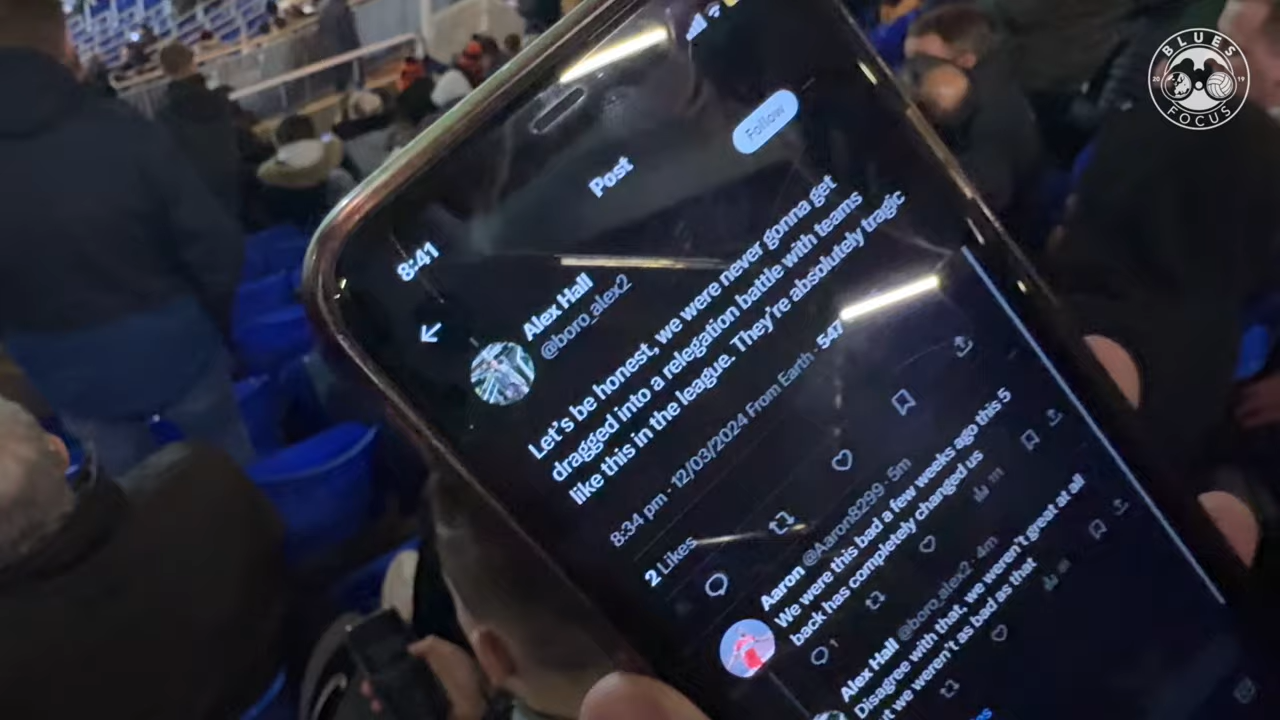 BLUES
2019
FOCUS
8:41
Post
Follow
Alex Hall
@boro_alex2
Let's be honest, we were never gonna get
dragged into a relegation battle with teams
like this in the league. They're absolutely tragic
8:34 pm · 12/03/2024 From Earth · 547
2 Likes
Aaron @Aaron8299 · 5m
We were this bad a few weeks ago this 5
back has completely changed us
1
Alex Hall @boro_alex2 · 4m
Disagree with that, we weren't great at all
ut we weren't as bad as that